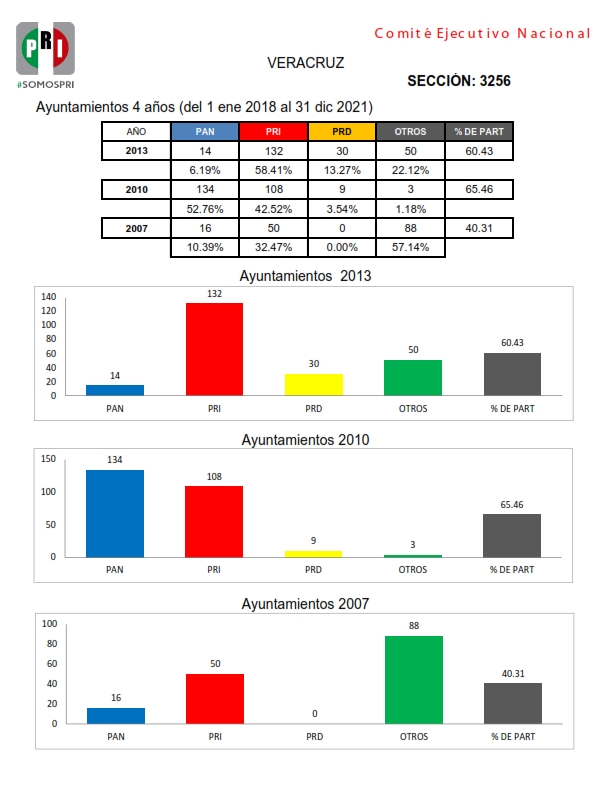 Comité Ejecutivo Nacional
PRI
#SOMOSPRI
VERACRUZ
SECCIÓN: 3256
Ayuntamientos 4 años (del 1 ene 2018 al 31 dic 2021)
AÑO PAN PRI PRD OTROS % DE PART
2013 14 132 30 50 60.43
6.19% 58.41% 13.27% 22.12%
2010 134 108 9 3 65.46
52.76% 42.52% 3.54% 1.18%
2007 16 50 0 88 40.31
10.39% 32.47% 0.00% 57.14%
Ayuntamientos 2013
140
120
100
80
60
40
20
0
14 132 30 50 60.43
PAN PRI PRD OTROS % DE PART
Ayuntamientos 2010
150
100
50
0
134 108 9 3 65.46
PAN PRI PRD OTROS % DE PART
Ayuntamientos 2007
100
80
60
40
20
0
16 50 0 88 40.31
PAN PRI PRD OTROS % DE PART